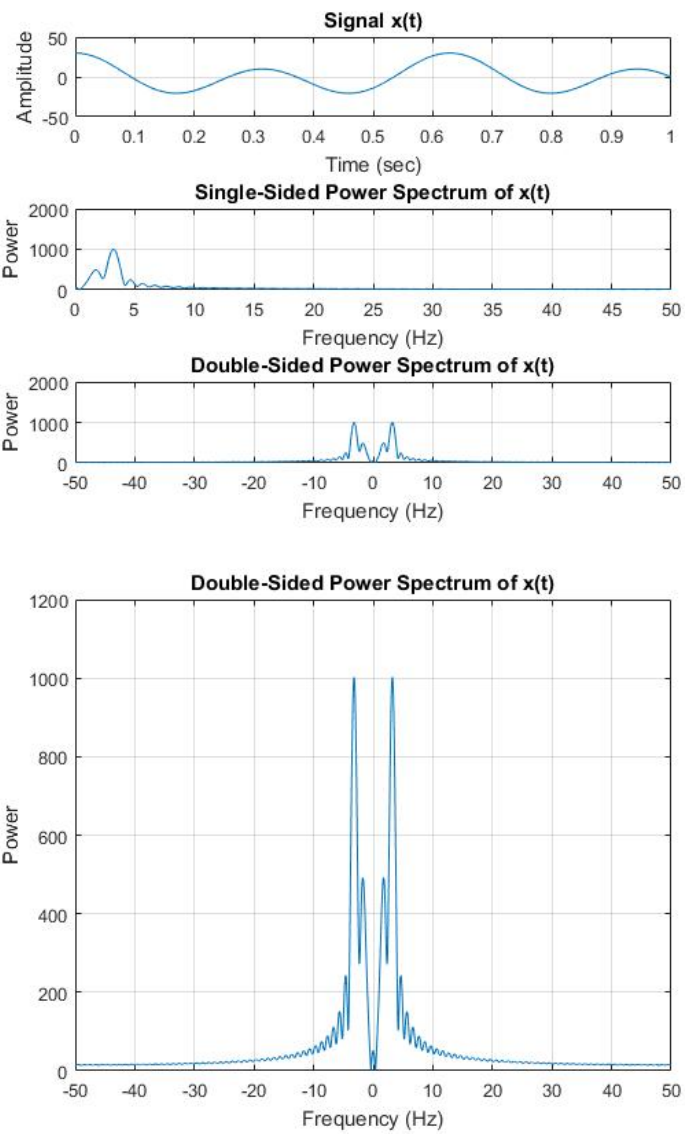 Signal x(t)
50
0
-50
Amplitude
0 0.1 0.2 0.3 0.4 0.5 0.6 0.7 0.8 0.9 1
Time (sec)
Single-Sided Power Spectrum of x(t)
2000
1000
0
Power
0 5 10 15 20 25 30 35 40 45 50
Frequency (Hz)
Double-Sided Power Spectrum of x(t)
2000
1000
0
Power
-50 -40 -30 -20 -10 0 10 20 30 40 50
Frequency (Hz)
Double-Sided Power Spectrum of x(t)
1200
1000
800
600
400
200
0
Power
-50 -40 -30 -20 -10 0 10 20 30 40 50
Frequency (Hz)